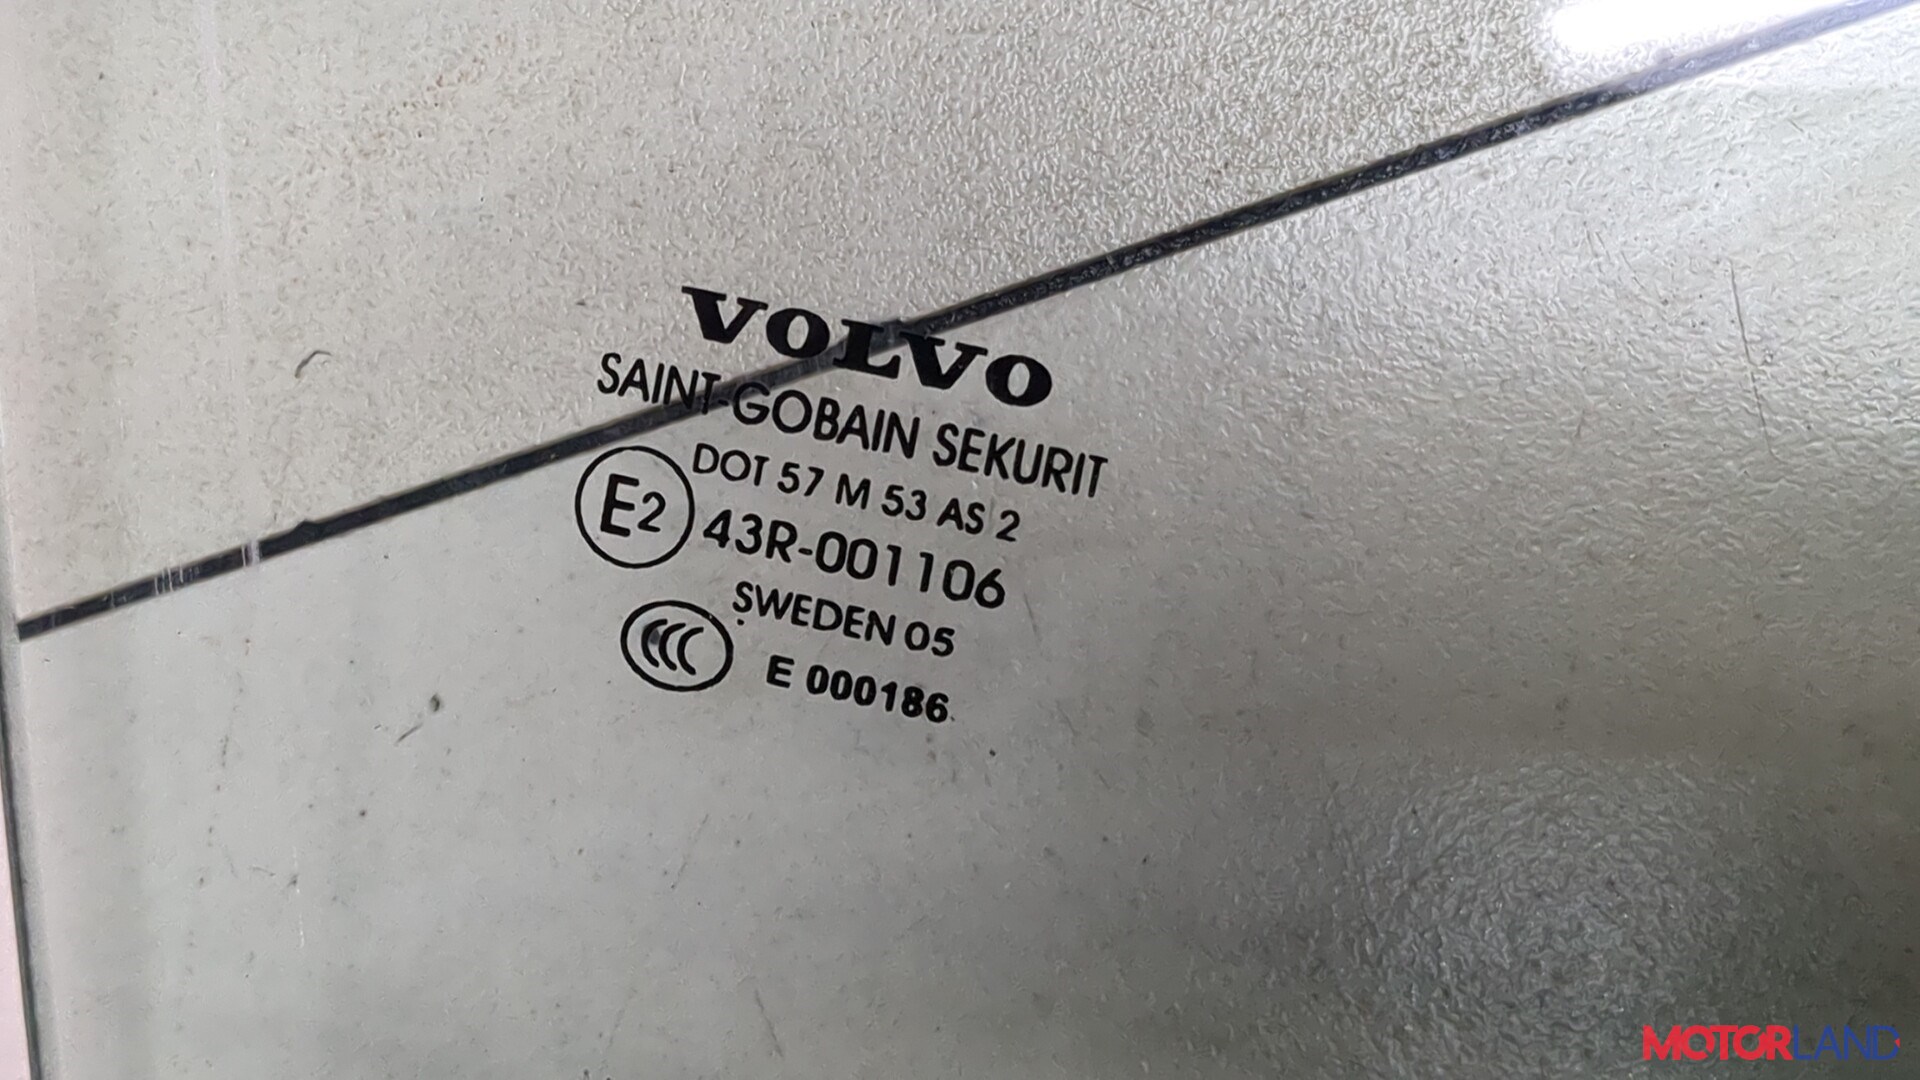 VOLVO
SAINT-GOBAIN SEKURIT
DOT 57 M 53 AS 2
E2 43R-001106
SWEDEN 05
CCC E 000186
MOTORLAND